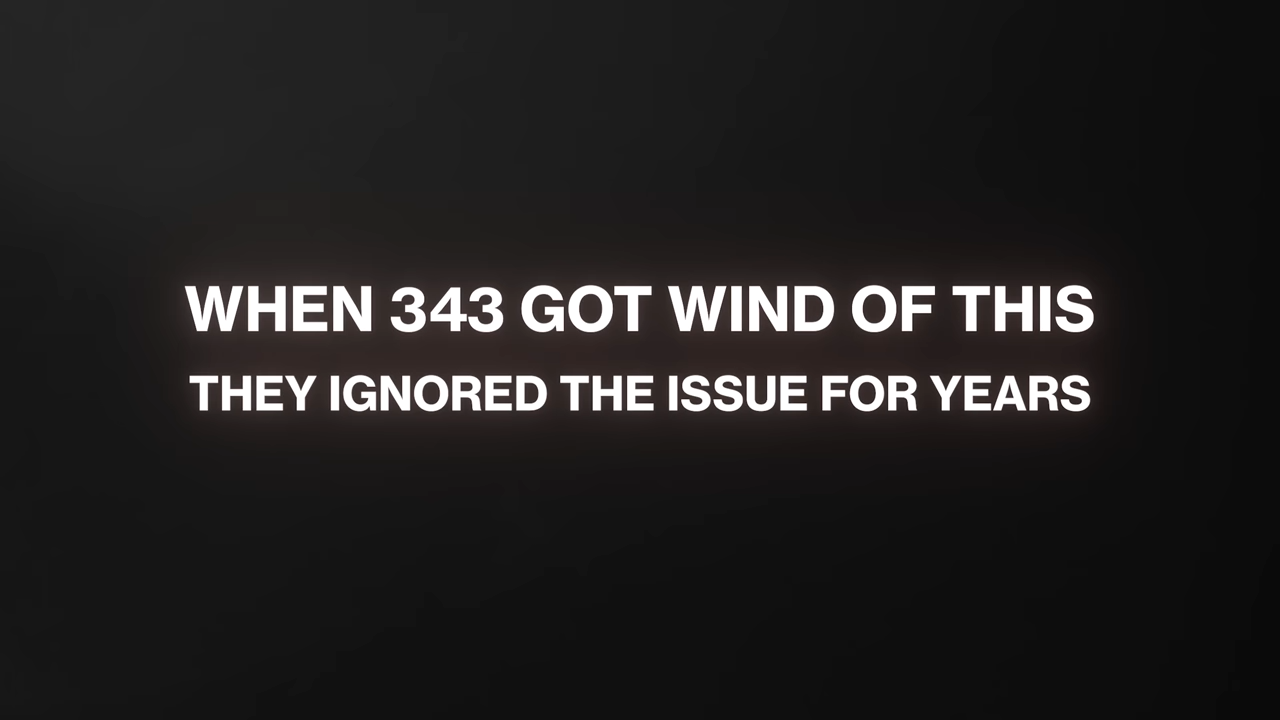 WHEN 343 GOT WIND OF THIS
THEY IGNORED THE ISSUE FOR YEARS